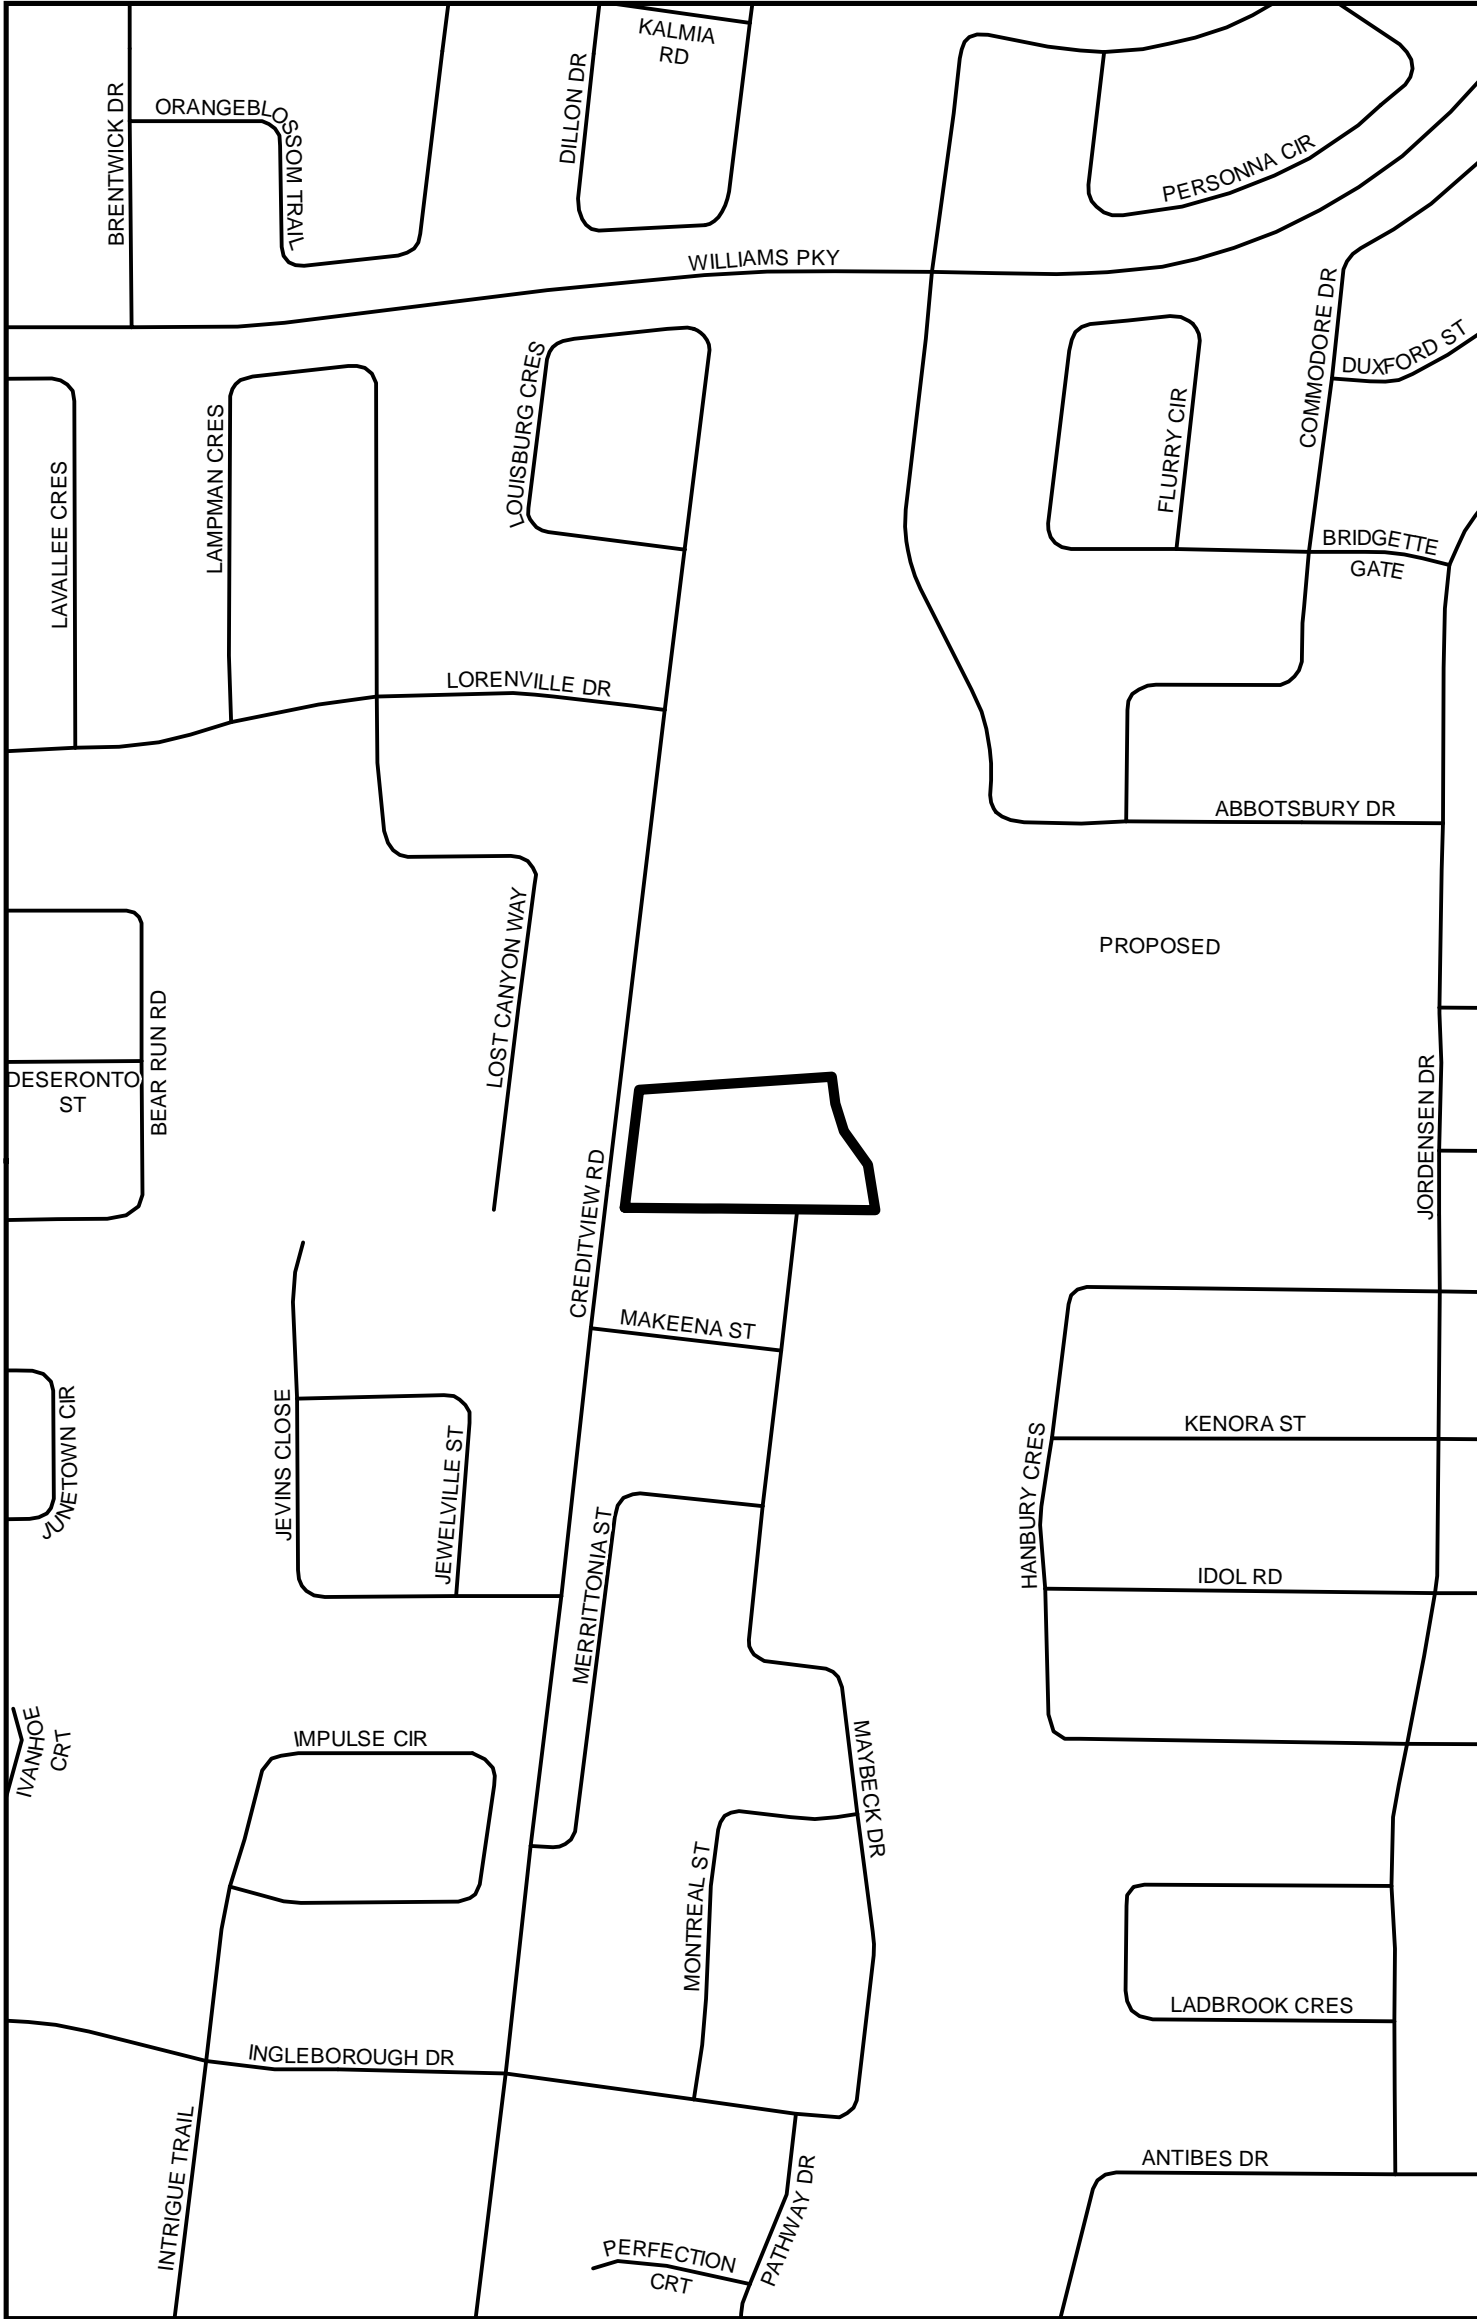 KALMIA
RD
BRENTWICK DR
ORANGEBLOSSOM TRAIL
DILLON DR
PERSONNA CIR
WILLIAMS PKY
COMMODORE DR
DUXFORD ST
LOUISBURG CRES
FLURRY CIR
LAMPMAN CRES
LAVALLEE CRES
BRIDGETTE
GATE
LORENVILLE DR
ABBOTSBURY DR
PROPOSED
LOST CANYON WAY
BEAR RUN RD
DESERONTO
ST
JORDENSEN DR
CREDITVIEW RD
MAKEENA ST
JUNETOWN CIR
JEVINS CLOSE
JEWELVILLE ST
KENORA ST
HANBURY CRES
MERRITTONIA ST
IDOL RD
IVANHOE
CRT
IMPULSE CIR
MAYBECK DR
MONTREAL ST
LADBROOK CRES
INGLEBOROUGH DR
INTRIGUE TRAIL
ANTIBES DR
PATHWAY DR
PERFECTION
CRT